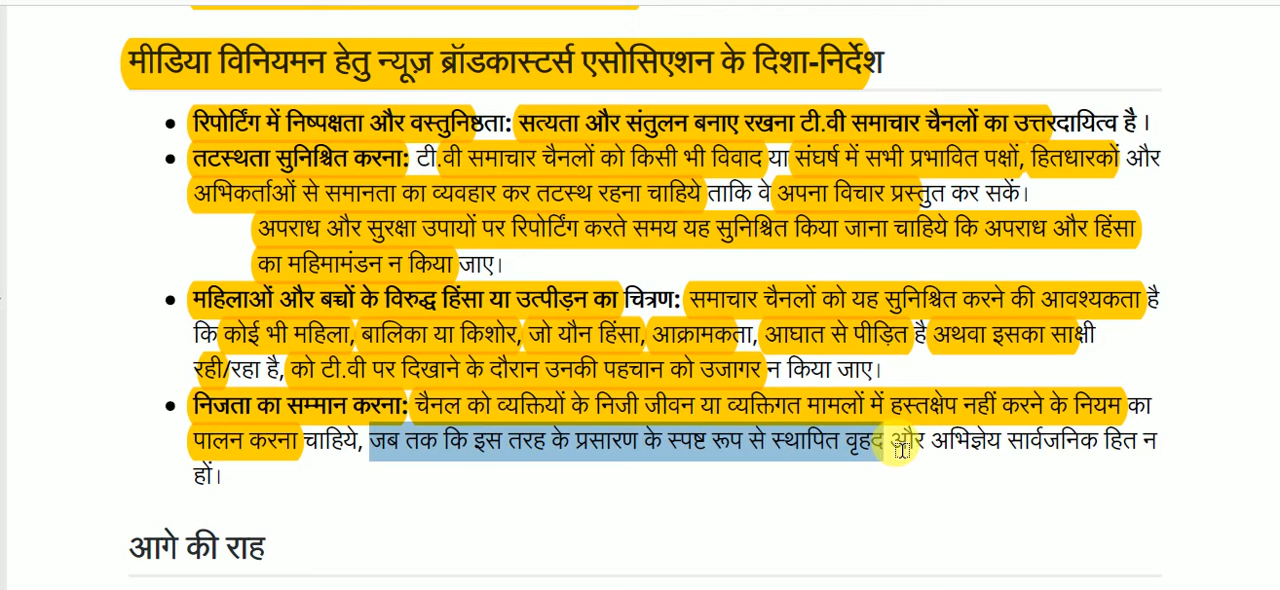 मीडिया विनियमन हेतु न्यूज़ ब्रॉडकास्टर्स एसोसिएशन के दिशा-निर्देश
रिपोर्टिंग में निष्पक्षता और वस्तुनिष्ठता: सत्यता और संतुलन बनाए रखना टी.वी समाचार चैनलों का उत्तरदायित्व है ।
तटस्थता सुनिश्चित करना: टी.वी समाचार चैनलों को किसी भी विवाद या संघर्ष में सभी प्रभावित पक्षों, हितधारकों और
अभिकर्ताओं से समानता का व्यवहार कर तटस्थ रहना चाहिये ताकि वे अपना विचार प्रस्तुत कर सकें।
अपराध और सुरक्षा उपायों पर रिपोर्टिंग करते समय यह सुनिश्चित किया जाना चाहिये कि अपराध और हिंसा
का महिमामंडन न किया जाए।
महिलाओं और बच्चों के विरुद्ध हिंसा या उत्पीड़न का चित्रण: समाचार चैनलों को यह सुनिश्चित करने की आवश्यकता है
कि कोई भी महिला, बालिका या किशोर, जो यौन हिंसा, आक्रामकता, आघात से पीड़ित है अथवा इसका साक्षी
रही/रहा है, को टी.वी पर दिखाने के दौरान उनकी पहचान को उजागर न किया जाए।
निजता का सम्मान करना: चैनल को व्यक्तियों के निजी जीवन या व्यक्तिगत मामलों में हस्तक्षेप नहीं करने के नियम का
पालन करना चाहिये, जब तक कि इस तरह के प्रसारण के स्पष्ट रूप से स्थापित वृहद और अभिज्ञेय सार्वजनिक हित न
हों।
आगे की राह